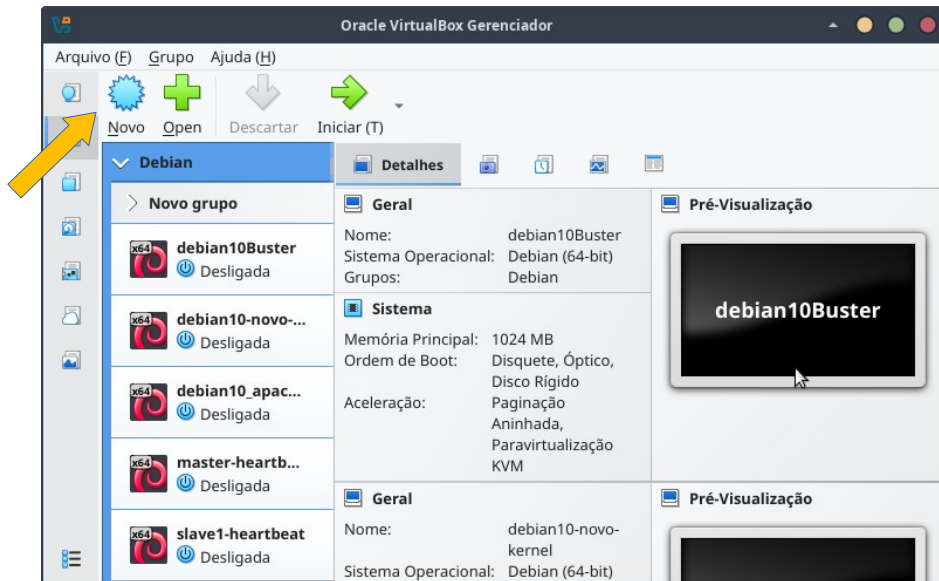 Oracle VirtualBox Gerenciador
Arquivo (F) Grupo Ajuda (H)
Novo Open Descartar Iniciar (T)
Debian
Novo grupo
x64 debian10Buster
Desligada
x64 debian10-novo-...
Desligada
x64 debian10_apac...
Desligada
x64 master-heartb...
Desligada
x64 slave1-heartbeat
Desligada
Detalhes
Geral
Nome: debian10Buster
Sistema Operacional: Debian (64-bit)
Grupos: Debian
Sistema
Memória Principal: 1024 MB
Ordem de Boot: Disquete, Óptico,
Disco Rígido
Aceleração: Paginação
Aninhada,
Paravirtualização
KVM
Pré-Visualização
debian10Buster
Geral
Nome: debian10-novo-
kernel
Sistema Operacional: Debian (64-bit)
Pré-Visualização